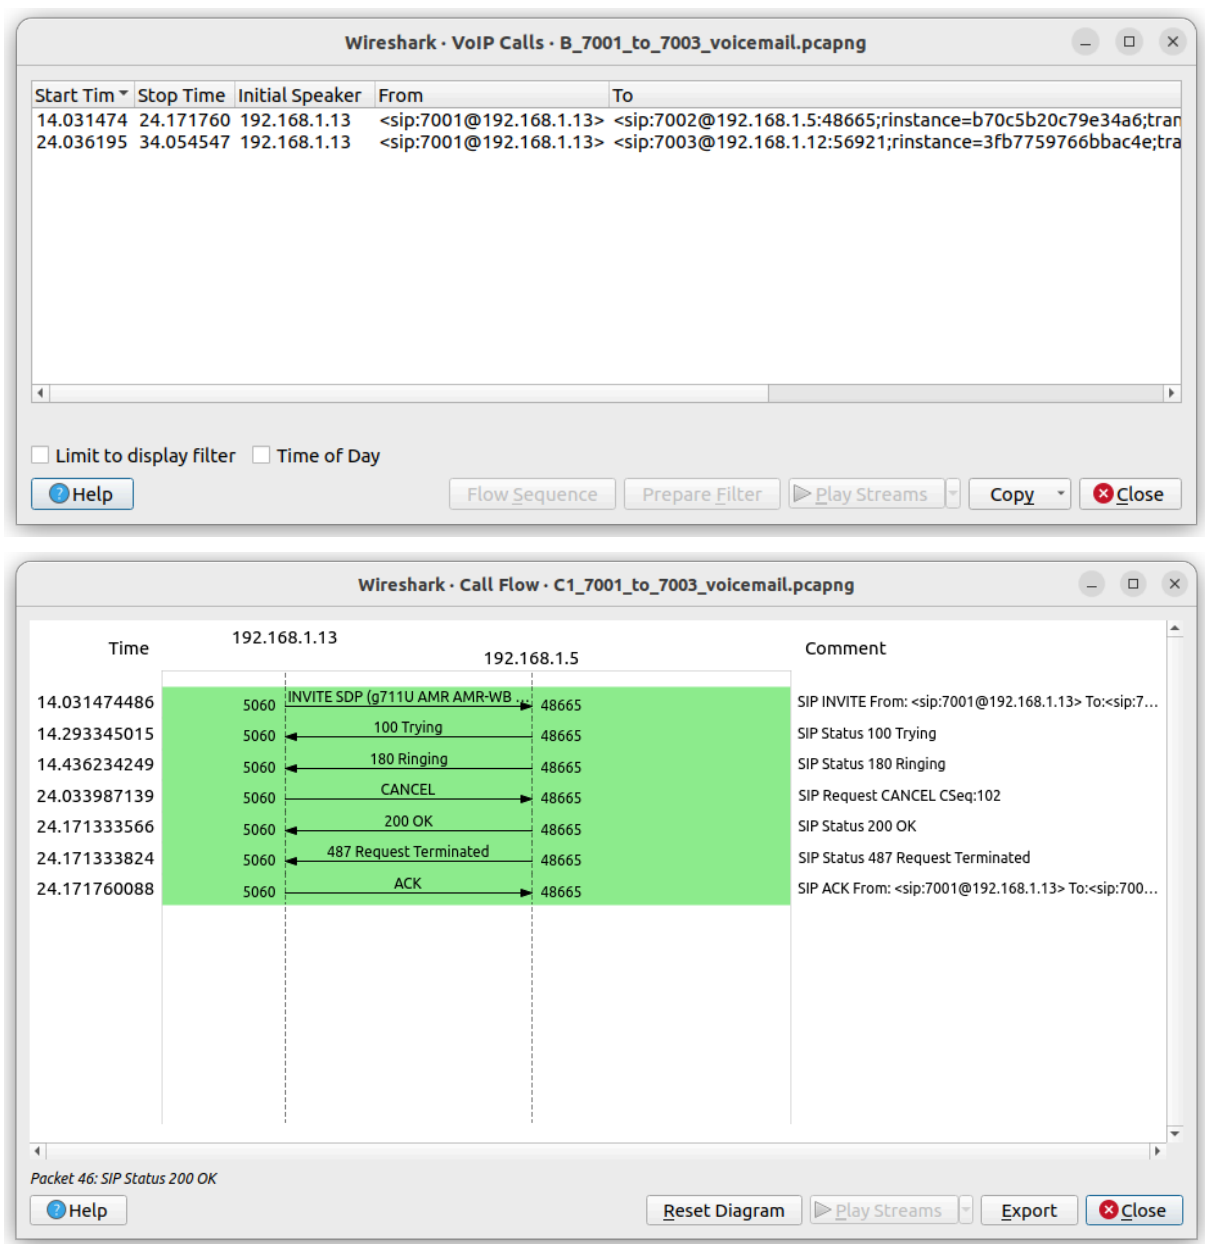 Wireshark · VoIP Calls · B_7001_to_7003_voicemail.pcapng
Start Tim Stop Time Initial Speaker From To
14.031474 24.171760 192.168.1.13 <sip:7001@192.168.1.13> <sip:7002@192.168.1.5:48665;rinstance=b70c5b20c79e34a6;tran
24.036195 34.054547 192.168.1.13 <sip:7001@192.168.1.13> <sip:7003@192.168.1.12:56921;rinstance=3fb7759766bbac4e;tra
Limit to display filter Time of Day
Help Flow Sequence Prepare Filter Play Streams Copy Close
Wireshark · Call Flow · C1_7001_to_7003_voicemail.pcapng
Time 192.168.1.13 192.168.1.5 Comment
14.031474486 5060 INVITE SDP (g711U AMR AMR-WB ... 48665 SIP INVITE From: <sip:7001@192.168.1.13> To:<sip:7...
14.293345015 5060 100 Trying 48665 SIP Status 100 Trying
14.436234249 5060 180 Ringing 48665 SIP Status 180 Ringing
24.033987139 5060 CANCEL 48665 SIP Request CANCEL CSeq:102
24.171333566 5060 200 OK 48665 SIP Status 200 OK
24.171333824 5060 487 Request Terminated 48665 SIP Status 487 Request Terminated
24.171760088 5060 ACK 48665 SIP ACK From: <sip:7001@192.168.1.13> To:<sip:700...
Packet 46: SIP Status 200 OK
Help Reset Diagram Play Streams Export Close